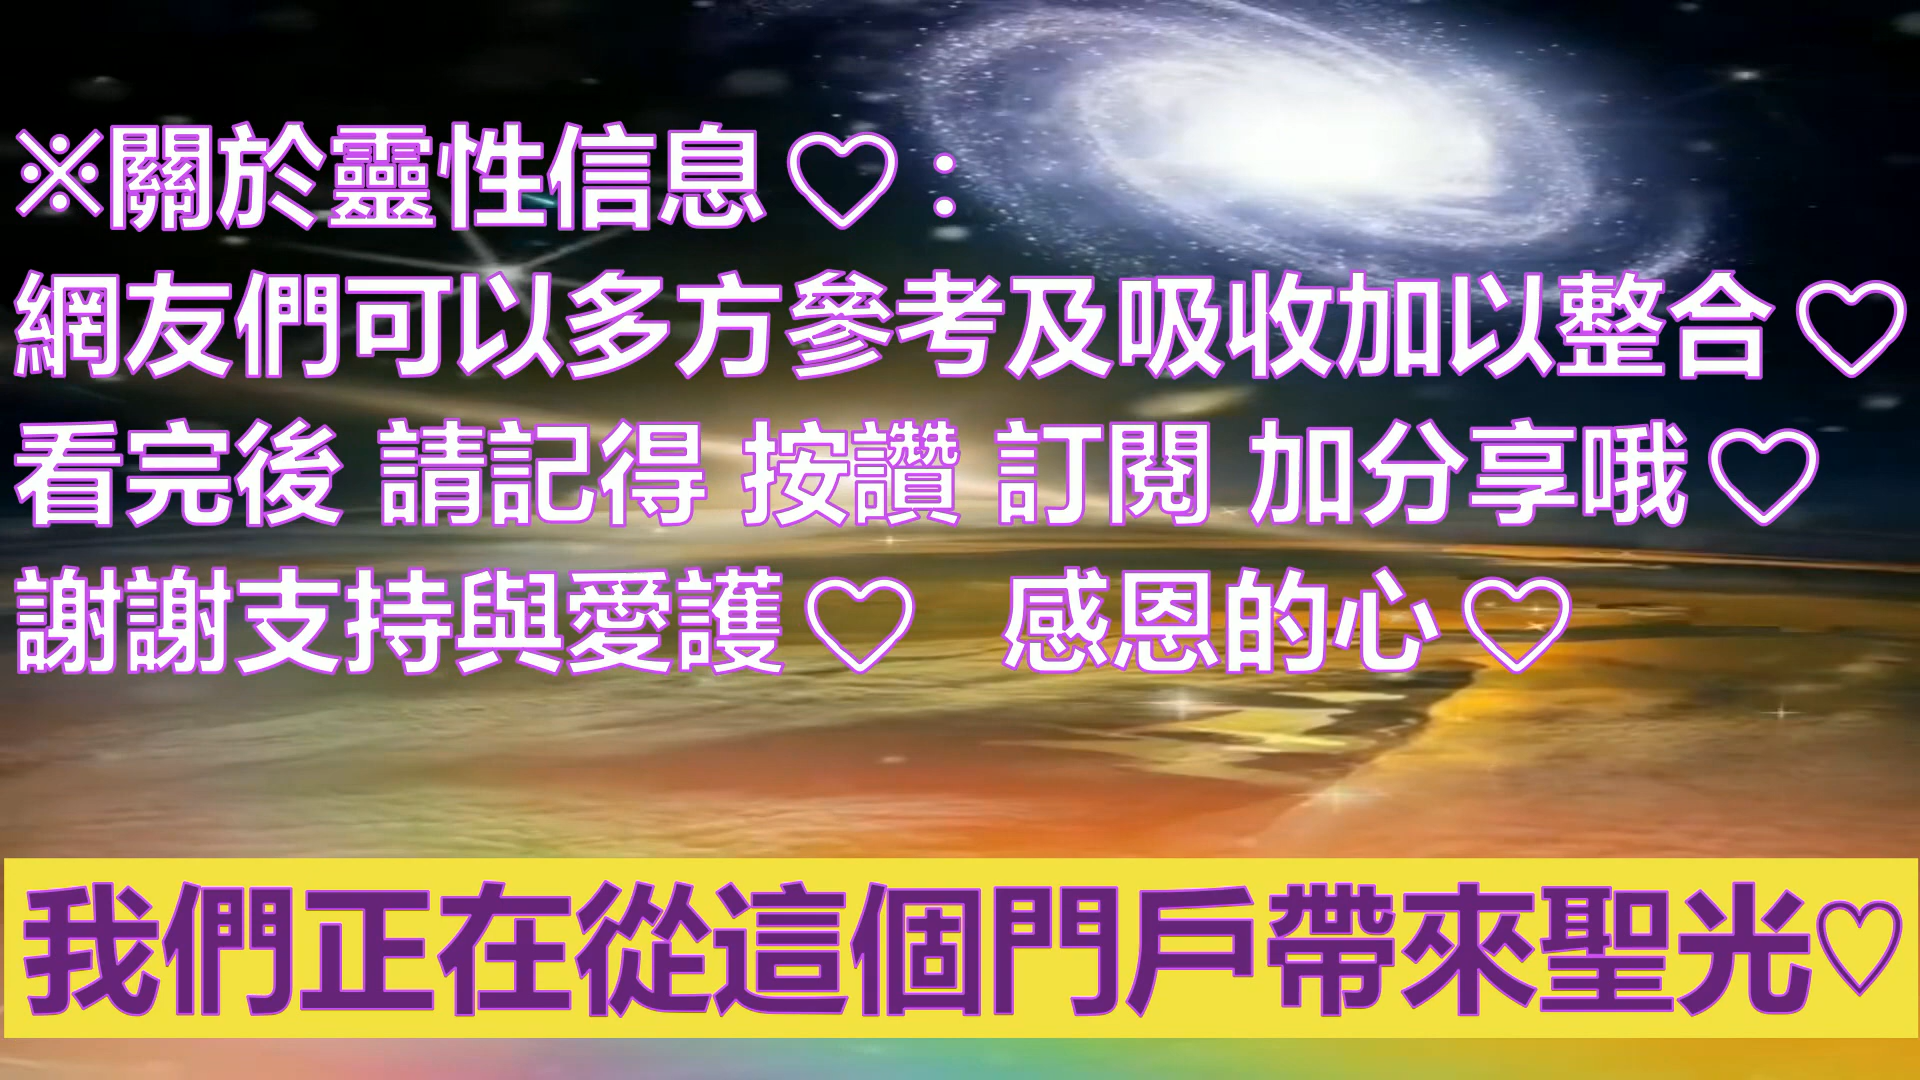 ※關於靈性信息♡：
網友們可以多方參考及吸收加以整合♡
看完後 請記得 按讚 訂閱 加分享哦♡
謝謝支持與愛護♡ 感恩的心♡
我們正在從這個門戶帶來聖光♡